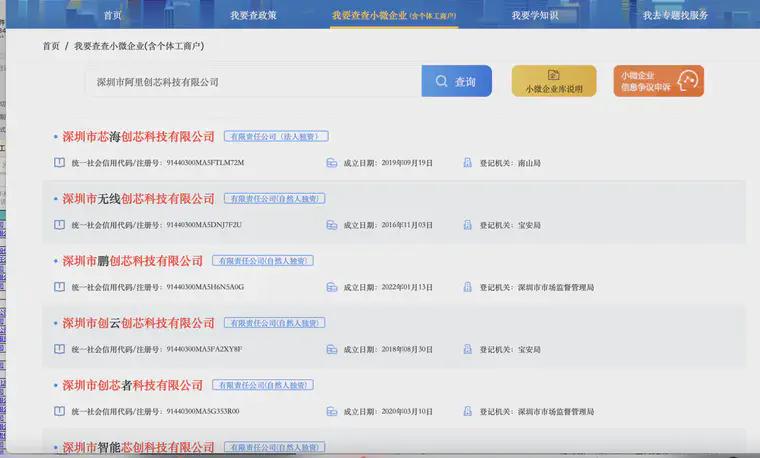 首页 我要查政策 我要查查小微企业(含个体工商户) 我要学知识 我去专题找服务
首页 / 我要查查小微企业(含个体工商户)
深圳市阿里创芯科技有限公司 查询 小微企业库说明 小微企业
信息争议申诉
深圳市芯海创芯科技有限公司 有限责任公司（法人独资）
统一社会信用代码/注册号：91440300MA5FTLM72M 成立日期：2019年09月19日 登记机关：南山局
深圳市无线创芯科技有限公司 有限责任公司(自然人独资)
统一社会信用代码/注册号：91440300MA5DNJ7F2U 成立日期：2016年11月03日 登记机关：宝安局
深圳市鹏创芯科技有限公司 有限责任公司(自然人独资)
统一社会信用代码/注册号：91440300MA5H6N5A0G 成立日期：2022年01月13日 登记机关：深圳市市场监督管理局
深圳市创云创芯科技有限公司 有限责任公司(自然人独资)
统一社会信用代码/注册号：91440300MA5FA2XY8F 成立日期：2018年08月30日 登记机关：宝安局
深圳市创芯者科技有限公司 有限责任公司(自然人独资)
统一社会信用代码/注册号：91440300MA5G353R00 成立日期：2020年03月10日 登记机关：深圳市市场监督管理局
深圳市智能芯创科技有限公司 有限责任公司(自然人独资)